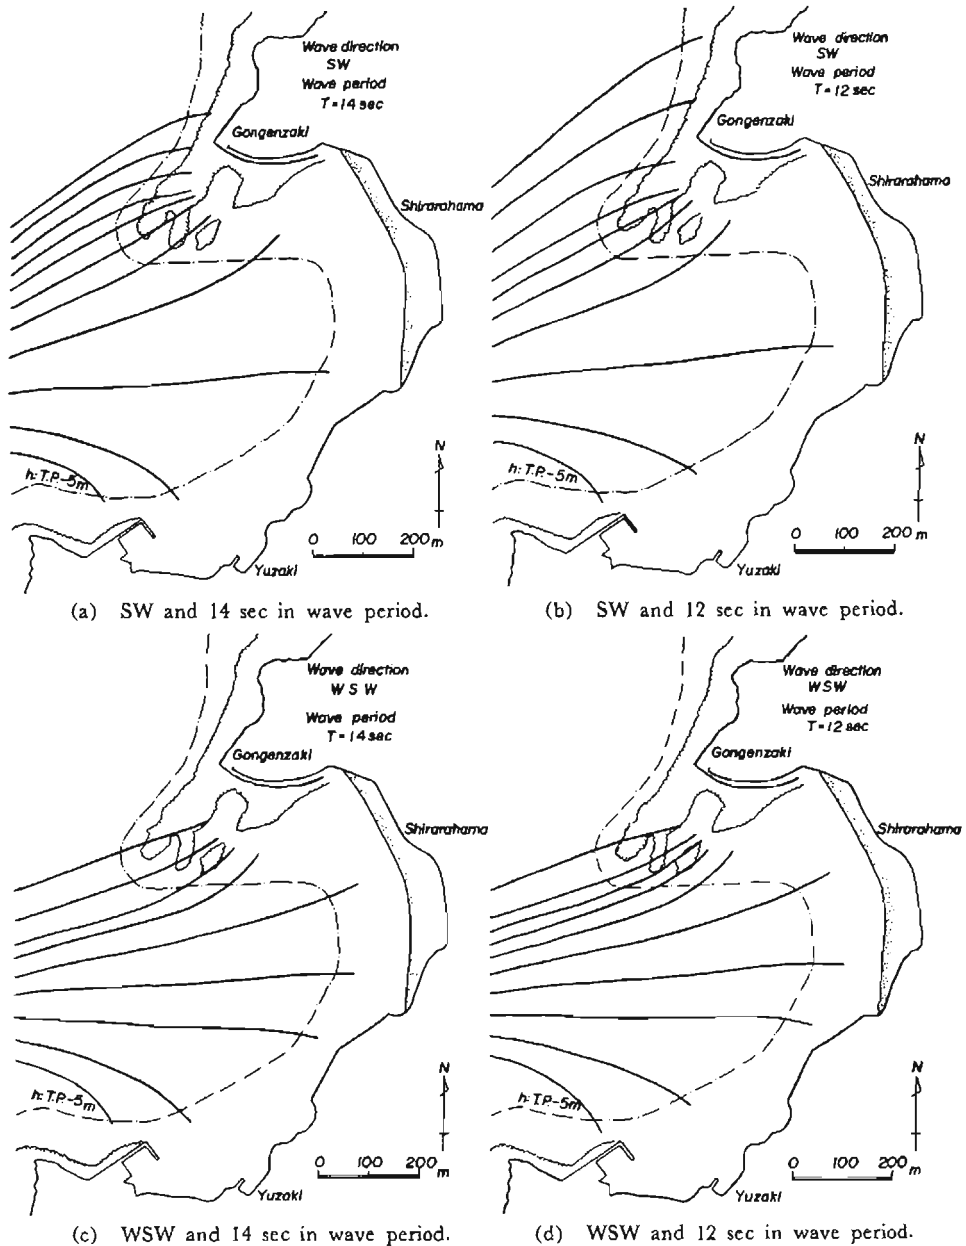 Wave direction
SW
Wave period
T=14 sec
Gongenzaki
Shirarahama
h: T.P.-5m
N
0 100 200 m
Yuzaki
(a) SW and 14 sec in wave period.
Wave direction
SW
Wave period
T=12 sec
Gongenzaki
Shirarahama
h: T.P.-5m
N
0 100 200 m
Yuzaki
(b) SW and 12 sec in wave period.
Wave direction
WSW
Wave period
T=14 sec
Gongenzaki
Shirarahama
h: T.P.-5m
N
0 100 200 m
Yuzaki
(c) WSW and 14 sec in wave period.
Wave direction
WSW
Wave period
T=12 sec
Gongenzaki
Shirarahama
h: T.P.-5m
N
0 100 200 m
Yuzaki
(d) WSW and 12 sec in wave period.